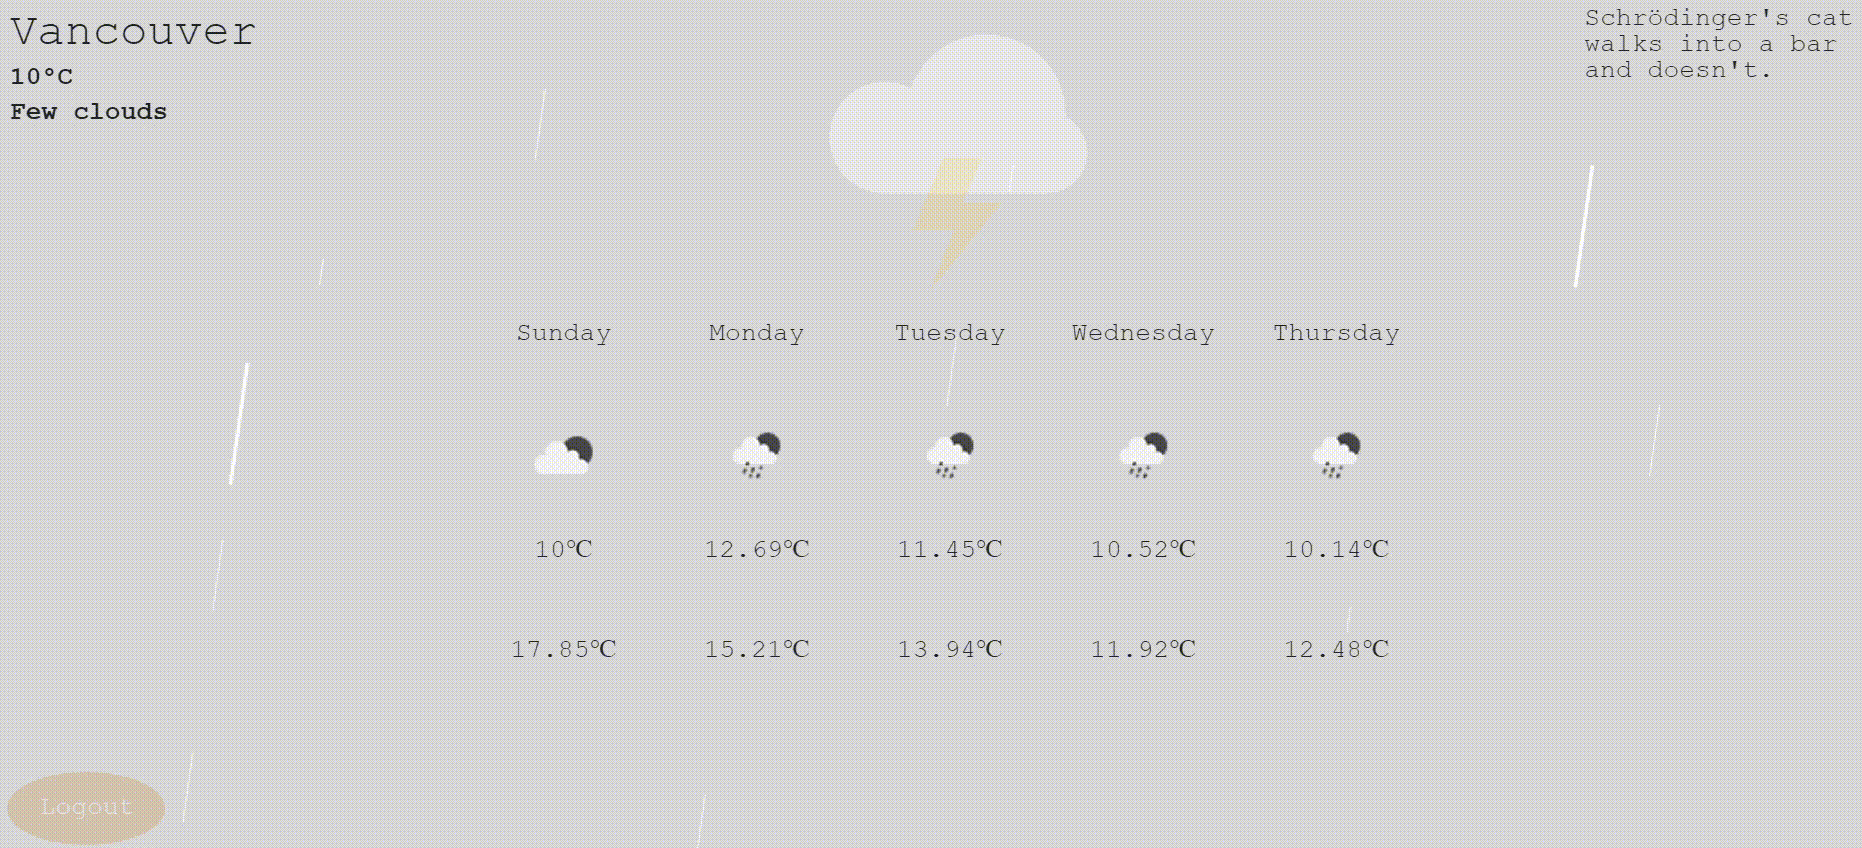 Vancouver
10°C
Few clouds
Schrödinger's cat
walks into a bar
and doesn't.
Sunday Monday Tuesday Wednesday Thursday
10℃ 12.69℃ 11.45℃ 10.52℃ 10.14℃
17.85℃ 15.21℃ 13.94℃ 11.92℃ 12.48℃
Logout